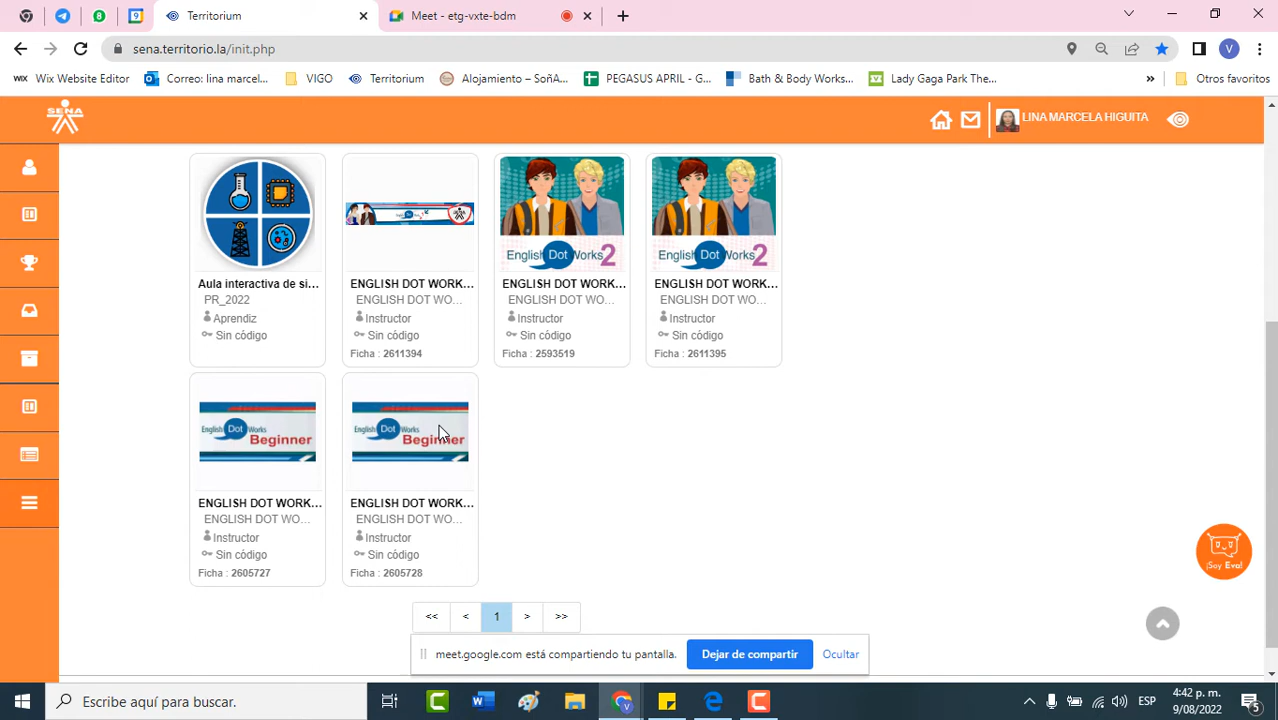 Territorium
Meet - etg-vxte-bdm
sena.territorio.la/init.php
Wix Website Editor
Correo: lina marcel...
VIGO
Territorium
Alojamiento – SoñA...
PEGASUS APRIL - G...
Bath & Body Works...
Lady Gaga Park The...
Otros favoritos
V
SENA
LINA MARCELA HIGUITA
English Dot Works 2
English Dot Works 2
Aula interactiva de si...
PR_2022
Aprendiz
Sin código
ENGLISH DOT WORK...
ENGLISH DOT WO...
Instructor
Sin código
Ficha : 2611394
ENGLISH DOT WORK...
ENGLISH DOT WO...
Instructor
Sin código
Ficha : 2593519
ENGLISH DOT WORK...
ENGLISH DOT WO...
Instructor
Sin código
Ficha : 2611395
English Dot Works
Beginner
English Dot Works
Beginner
ENGLISH DOT WORK...
ENGLISH DOT WO...
Instructor
Sin código
Ficha : 2605727
ENGLISH DOT WORK...
ENGLISH DOT WO...
Instructor
Sin código
Ficha : 2605728
¡Soy Eva!
<< < 1 > >>
meet.google.com está compartiendo tu pantalla.
Dejar de compartir
Ocultar
Escribe aquí para buscar.
ESP
4:42 p. m.
9/08/2022
5